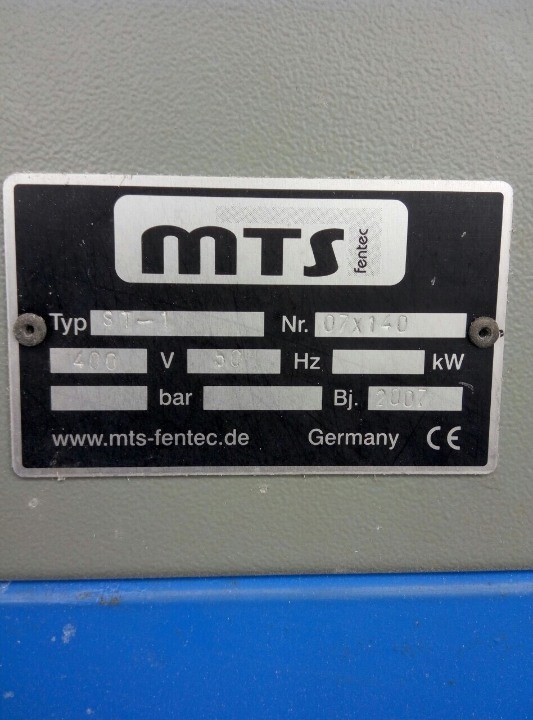 MTS fentec
Typ ST-1 Nr. 07X140
400 V 50 Hz kW
bar Bj. 2007
www.mts-fentec.de Germany CE